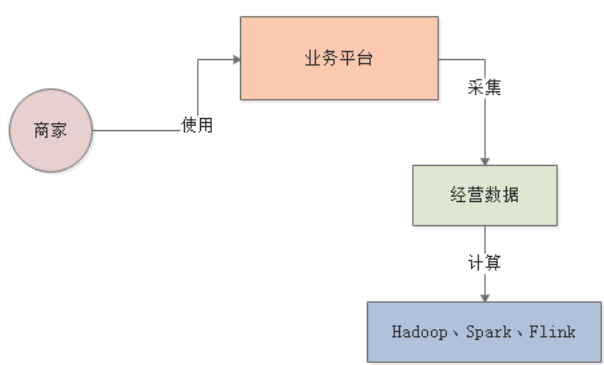 业务平台
采集
商家
使用
经营数据
计算
Hadoop、Spark、Flink